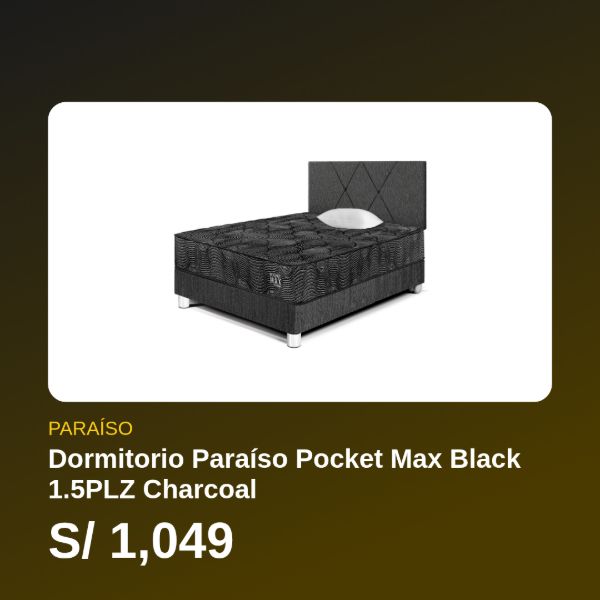 PARAÍSO
Dormitorio Paraíso Pocket Max Black
1.5PLZ Charcoal
S/ 1,049